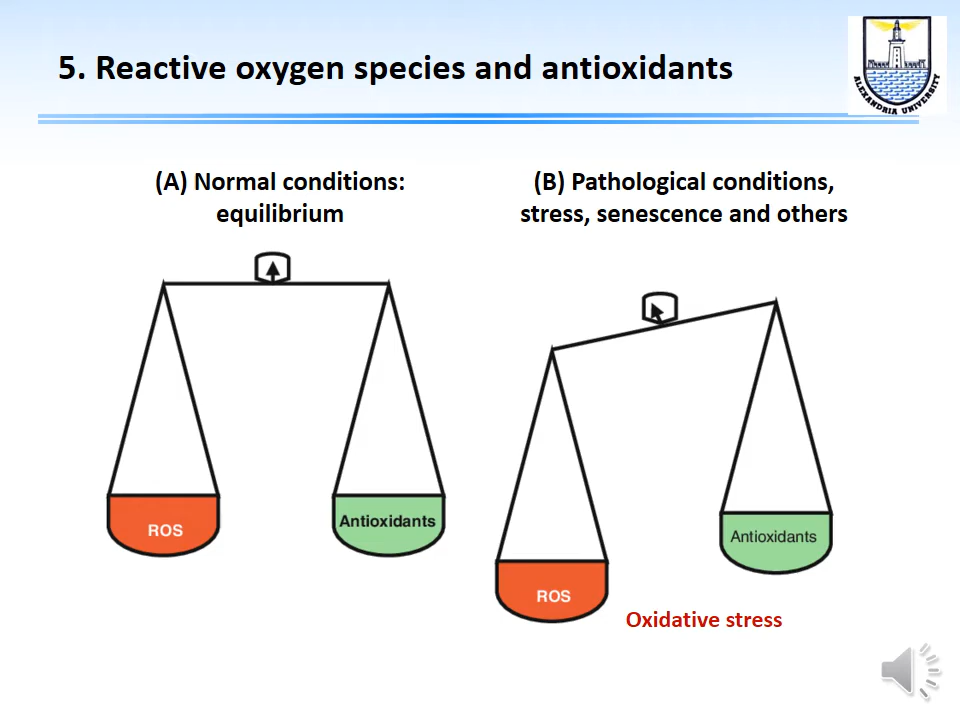 5. Reactive oxygen species and antioxidants
ALEXANDRIA UNIVERSITY
(A) Normal conditions:
equilibrium
(B) Pathological conditions,
stress, senescence and others
ROS
Antioxidants
ROS
Antioxidants
Oxidative stress